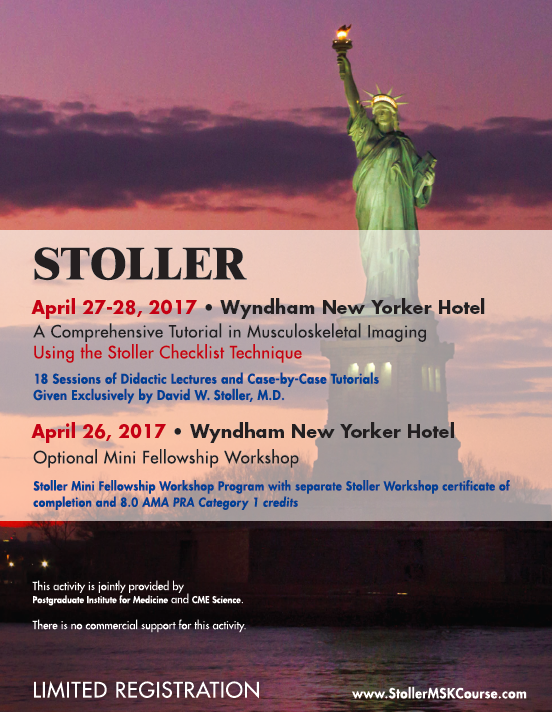 STOLLER
April 27-28, 2017 • Wyndham New Yorker Hotel
A Comprehensive Tutorial in Musculoskeletal Imaging
Using the Stoller Checklist Technique
18 Sessions of Didactic Lectures and Case-by-Case Tutorials
Given Exclusively by David W. Stoller, M.D.
April 26, 2017 • Wyndham New Yorker Hotel
Optional Mini Fellowship Workshop
Stoller Mini Fellowship Workshop Program with separate Stoller Workshop certificate of
completion and 8.0 AMA PRA Category 1 credits
This activity is jointly provided by
Postgraduate Institute for Medicine and CME Science.
There is no commercial support for this activity.
LIMITED REGISTRATION
www.StollerMSKCourse.com